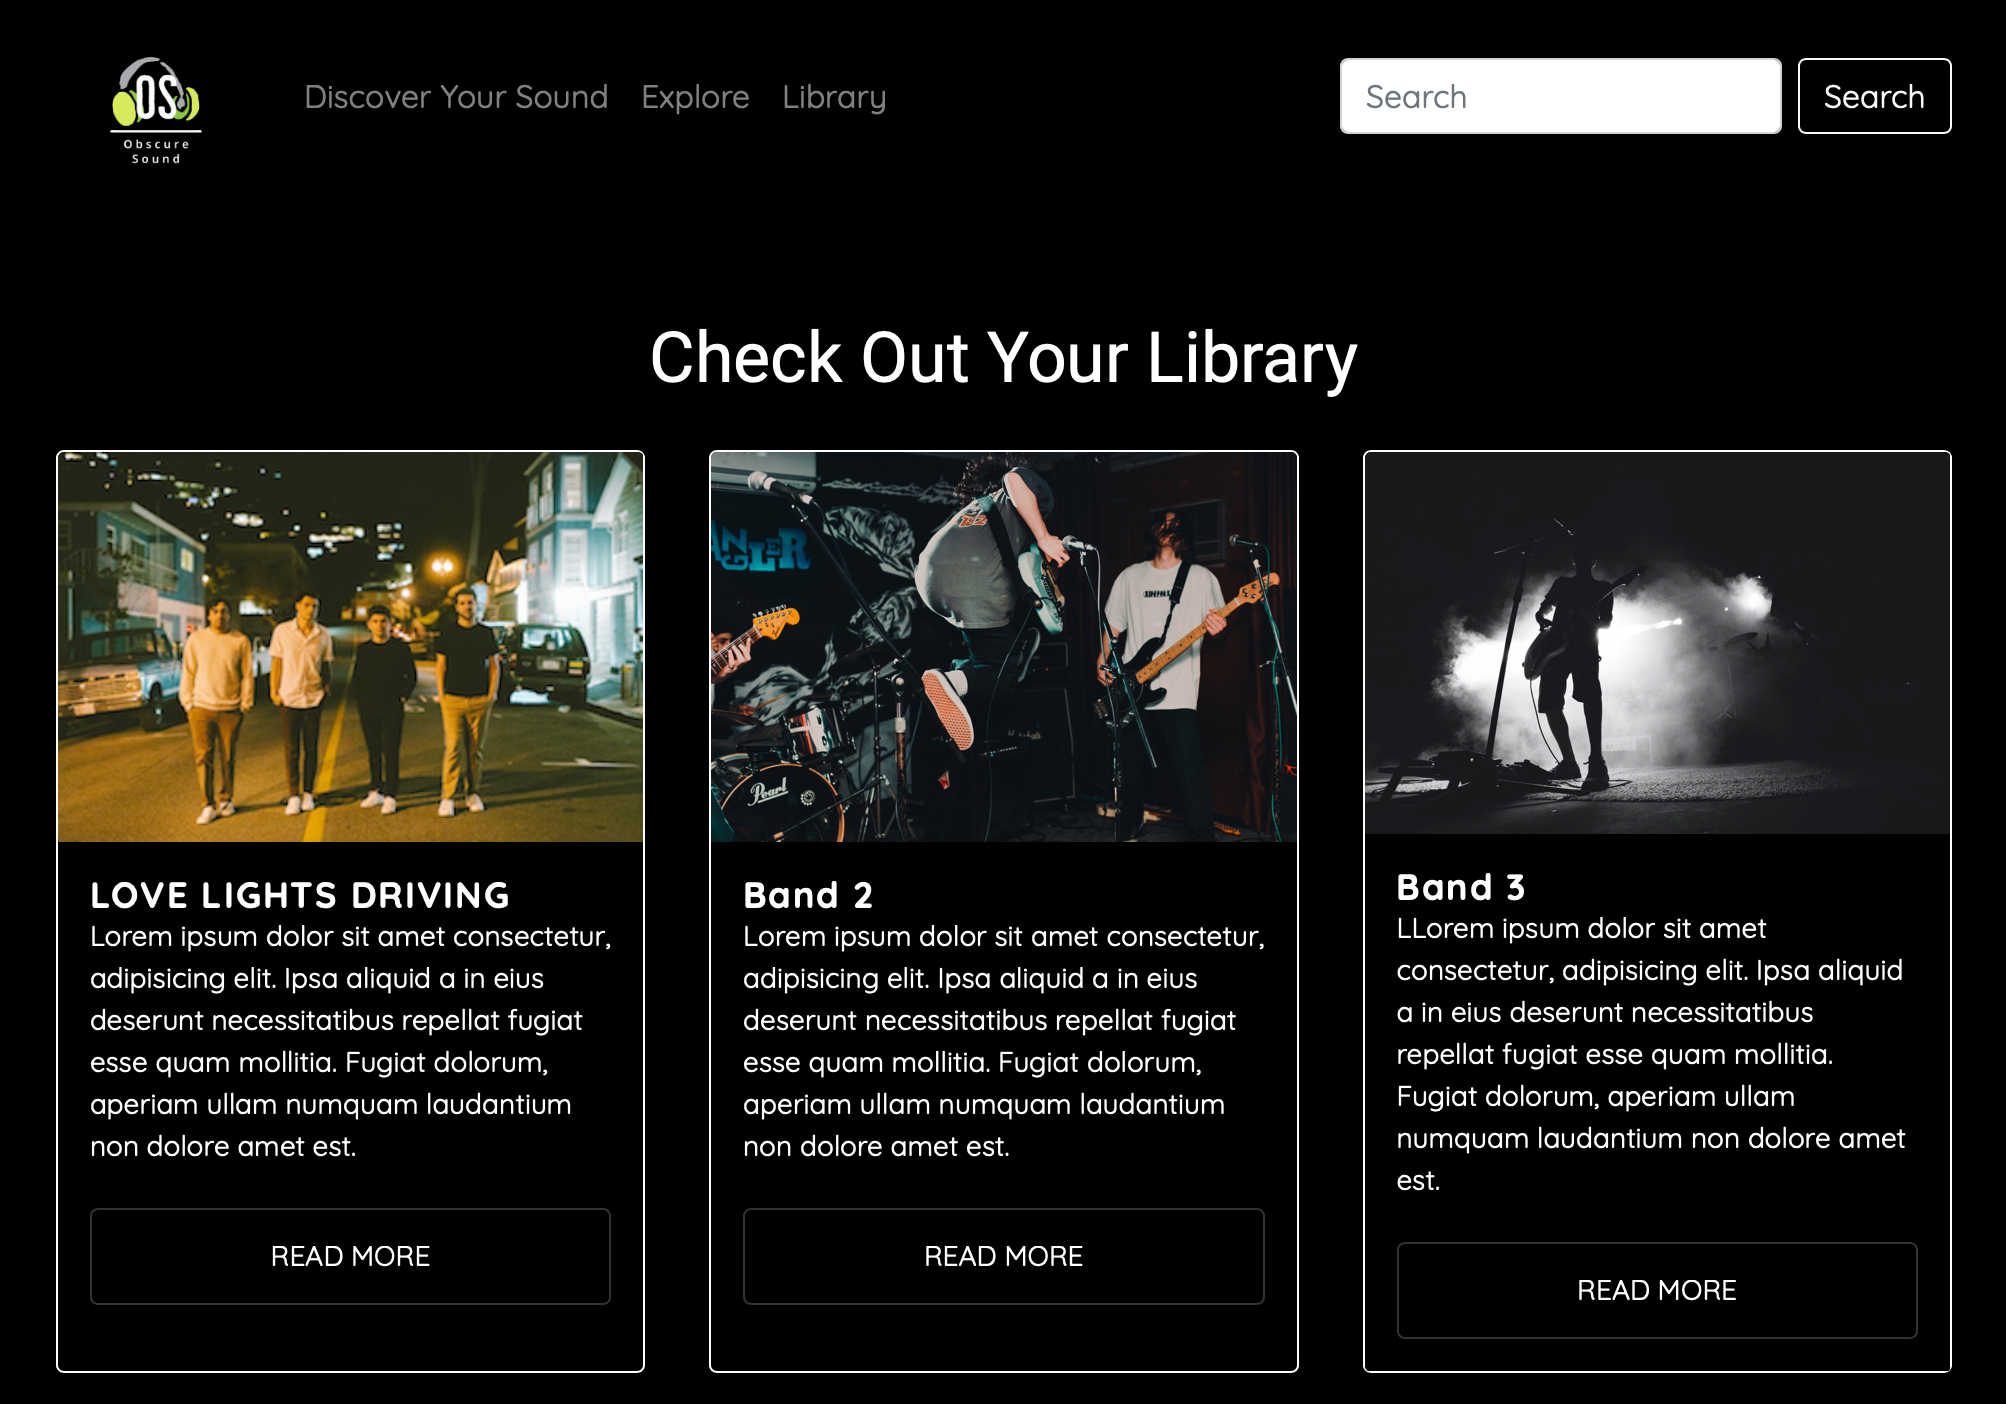 OS
Obscure
Sound
Discover Your Sound Explore Library
Search
Search
Check Out Your Library
ANGLER
Pearl
LOVE LIGHTS DRIVING
Lorem ipsum dolor sit amet consectetur,
adipisicing elit. Ipsa aliquid a in eius
deserunt necessitatibus repellat fugiat
esse quam mollitia. Fugiat dolorum,
aperiam ullam numquam laudantium
non dolore amet est.
READ MORE
Band 2
Lorem ipsum dolor sit amet consectetur,
adipisicing elit. Ipsa aliquid a in eius
deserunt necessitatibus repellat fugiat
esse quam mollitia. Fugiat dolorum,
aperiam ullam numquam laudantium
non dolore amet est.
READ MORE
Band 3
LLorem ipsum dolor sit amet
consectetur, adipisicing elit. Ipsa aliquid
a in eius deserunt necessitatibus
repellat fugiat esse quam mollitia.
Fugiat dolorum, aperiam ullam
numquam laudantium non dolore amet
est.
READ MORE